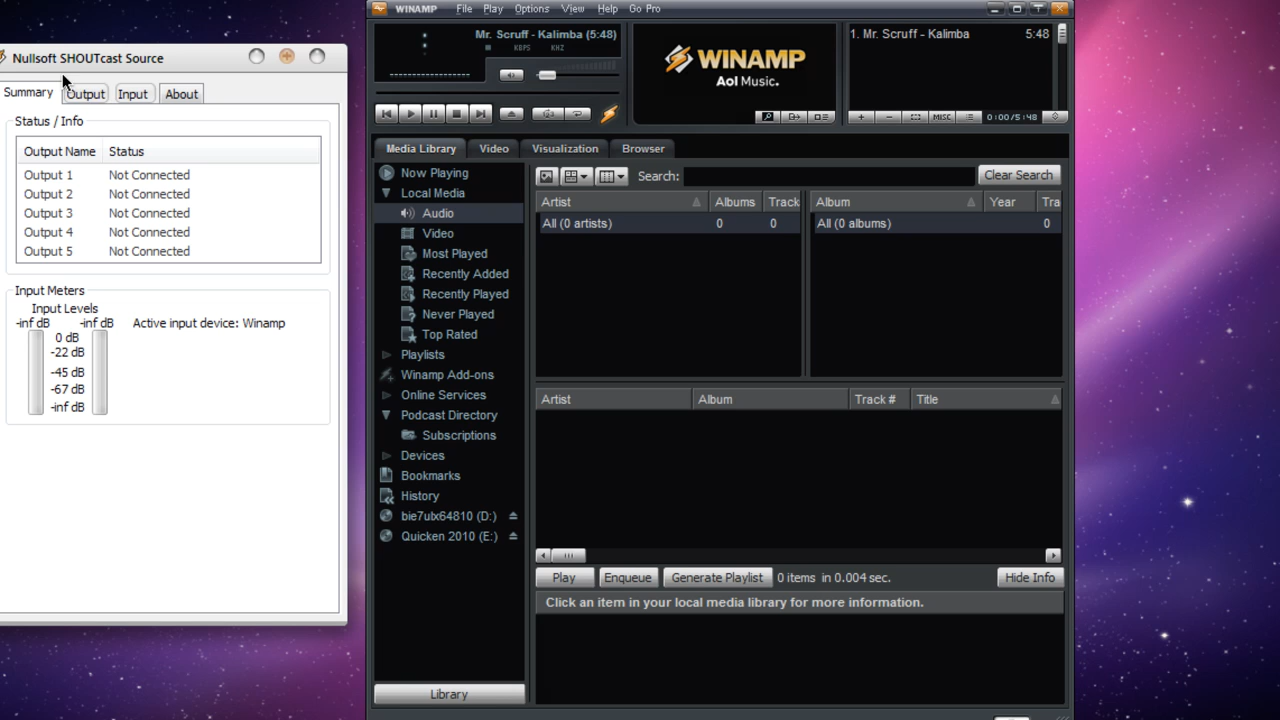 Nullsoft SHOUTcast Source
Summary Output Input About
Status / Info
Output Name Status
Output 1 Not Connected
Output 2 Not Connected
Output 3 Not Connected
Output 4 Not Connected
Output 5 Not Connected
Input Meters
Input Levels
-inf dB -inf dB Active input device: Winamp
0 dB
-22 dB
-45 dB
-67 dB
-inf dB
WINAMP File Play Options View Help Go Pro
Mr. Scruff - Kalimba (5:48)
KBPS KHZ
WINAMP
Aol Music.
1. Mr. Scruff - Kalimba 5:48
MISC 0:00/5:48
Media Library Video Visualization Browser
Now Playing
Local Media
Audio
Video
Most Played
Recently Added
Recently Played
Never Played
Top Rated
Playlists
Winamp Add-ons
Online Services
Podcast Directory
Subscriptions
Devices
Bookmarks
History
bie7ulx64810 (D:)
Quicken 2010 (E:)
Library
Search: Clear Search
Artist Albums Track
All (0 artists) 0 0
Album Year Tra
All (0 albums) 0
Artist Album Track # Title
Play Enqueue Generate Playlist 0 items in 0.004 sec. Hide Info
Click an item in your local media library for more information.